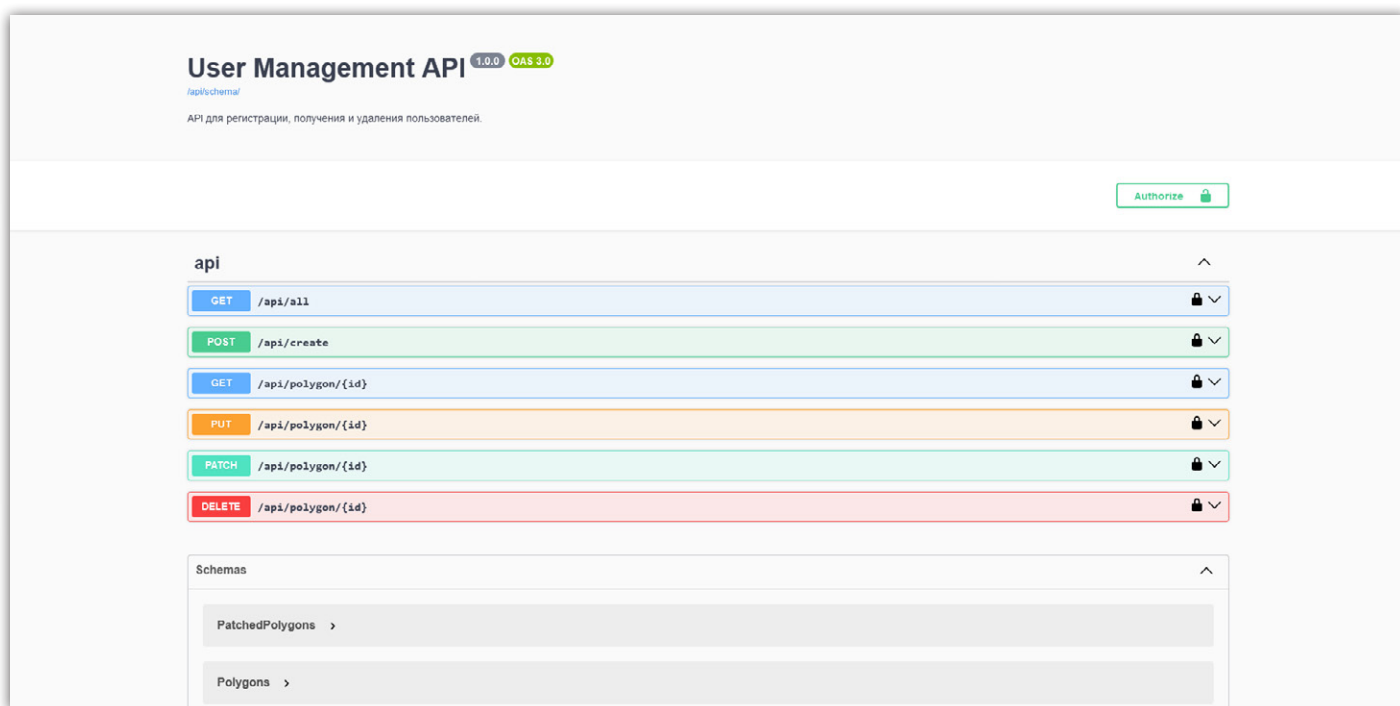 User Management API 1.0.0 OAS 3.0
/api/schema/
API для регистрации, получения и удаления пользователей.
Authorize
api
GET /api/all
POST /api/create
GET /api/polygon/{id}
PUT /api/polygon/{id}
PATCH /api/polygon/{id}
DELETE /api/polygon/{id}
Schemas
PatchedPolygons
Polygons